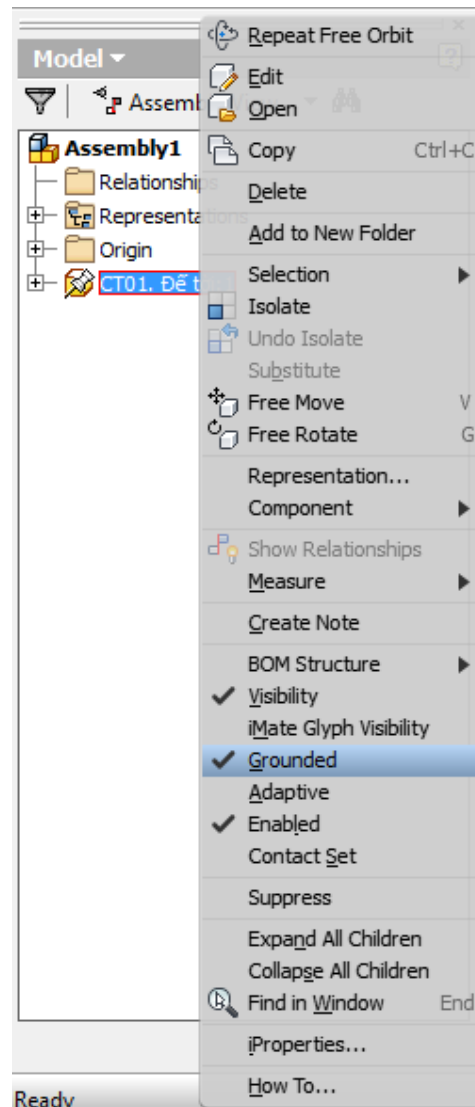 Model
Assemb
Assembly1
Relationships
Representations
Origin
CT01. Đế t
Repeat Free Orbit
Edit
Open
Copy Ctrl+C
Delete
Add to New Folder
Selection
Isolate
Undo Isolate
Substitute
Free Move V
Free Rotate G
Representation...
Component
Show Relationships
Measure
Create Note
BOM Structure
Visibility
iMate Glyph Visibility
Grounded
Adaptive
Enabled
Contact Set
Suppress
Expand All Children
Collapse All Children
Find in Window End
iProperties...
How To...
Ready